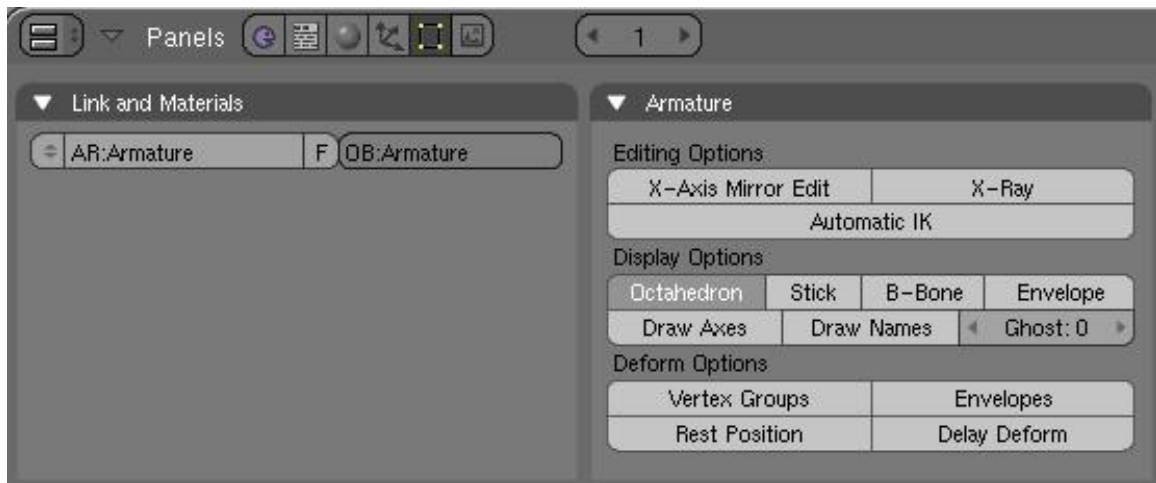 Panels 1
Link and Materials
AR:Armature F OB:Armature
Armature
Editing Options
X-Axis Mirror Edit X-Ray
Automatic IK
Display Options
Octahedron Stick B-Bone Envelope
Draw Axes Draw Names Ghost: 0
Deform Options
Vertex Groups Envelopes
Rest Position Delay Deform